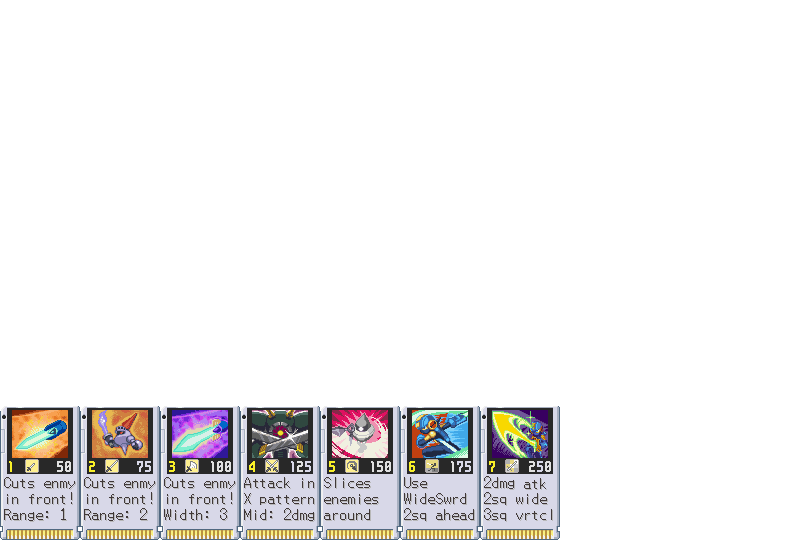 1 50
Cuts enmy
in front!
Range: 1
2 75
Cuts enmy
in front!
Range: 2
3 100
Cuts enmy
in front!
Width: 3
4 125
Attack in
X pattern
Mid: 2dmg
5 150
Slices
enemies
around
6 175
Use
WideSwrd
2sq ahead
7 250
2dmg atk
2sq wide
3sq vrtcl